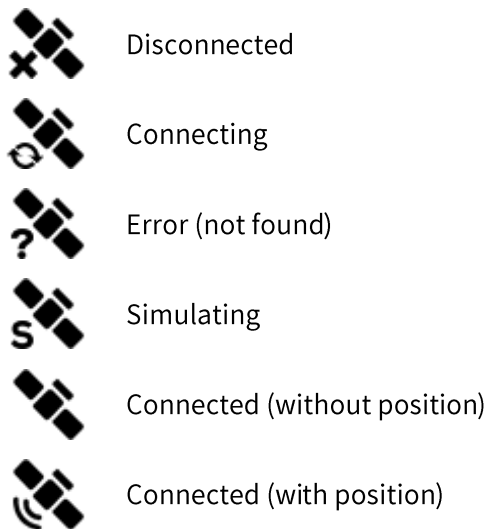 Disconnected
Connecting
? Error (not found)
S Simulating
Connected (without position)
Connected (with position)